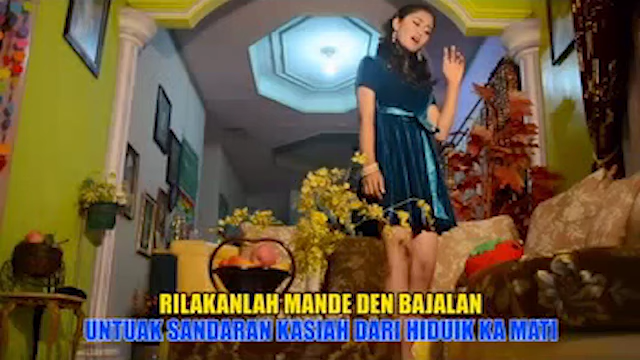 RILAKANLAH MANDE DEN BAJALAN
UNTUAK SANDARAN KASIAH DARI HIDUIK KA MATI